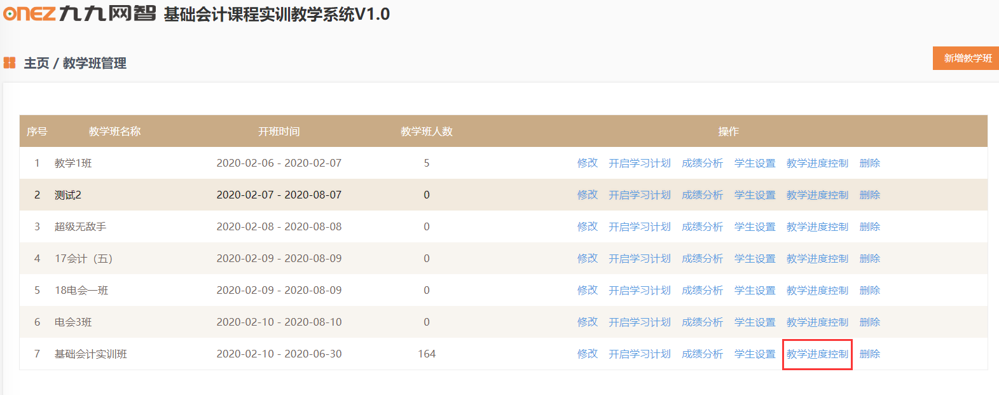 ONEZ 九九网智 基础会计课程实训教学系统V1.0
主页 / 教学班管理
新增教学班
序号 教学班名称 开班时间 教学班人数 操作
1 教学1班 2020-02-06 - 2020-02-07 5 修改 开启学习计划 成绩分析 学生设置 教学进度控制 删除
2 测试2 2020-02-07 - 2020-08-07 0 修改 开启学习计划 成绩分析 学生设置 教学进度控制 删除
3 超级无敌手 2020-02-08 - 2020-08-08 0 修改 开启学习计划 成绩分析 学生设置 教学进度控制 删除
4 17会计（五） 2020-02-09 - 2020-08-09 0 修改 开启学习计划 成绩分析 学生设置 教学进度控制 删除
5 18电会一班 2020-02-09 - 2020-08-09 0 修改 开启学习计划 成绩分析 学生设置 教学进度控制 删除
6 电会3班 2020-02-10 - 2020-08-10 0 修改 开启学习计划 成绩分析 学生设置 教学进度控制 删除
7 基础会计实训班 2020-02-10 - 2020-06-30 164 修改 开启学习计划 成绩分析 学生设置 教学进度控制 删除